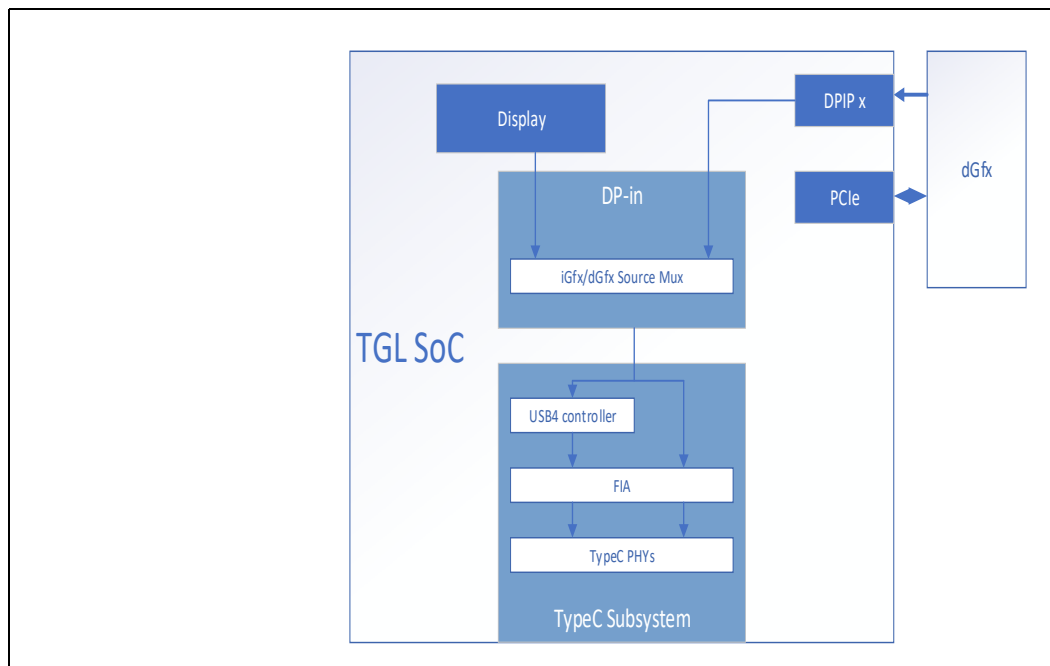 Display
DPIP x
dGfx
PCIe
DP-in
iGfx/dGfx Source Mux
TGL SoC
USB4 controller
FIA
TypeC PHYs
TypeC Subsystem